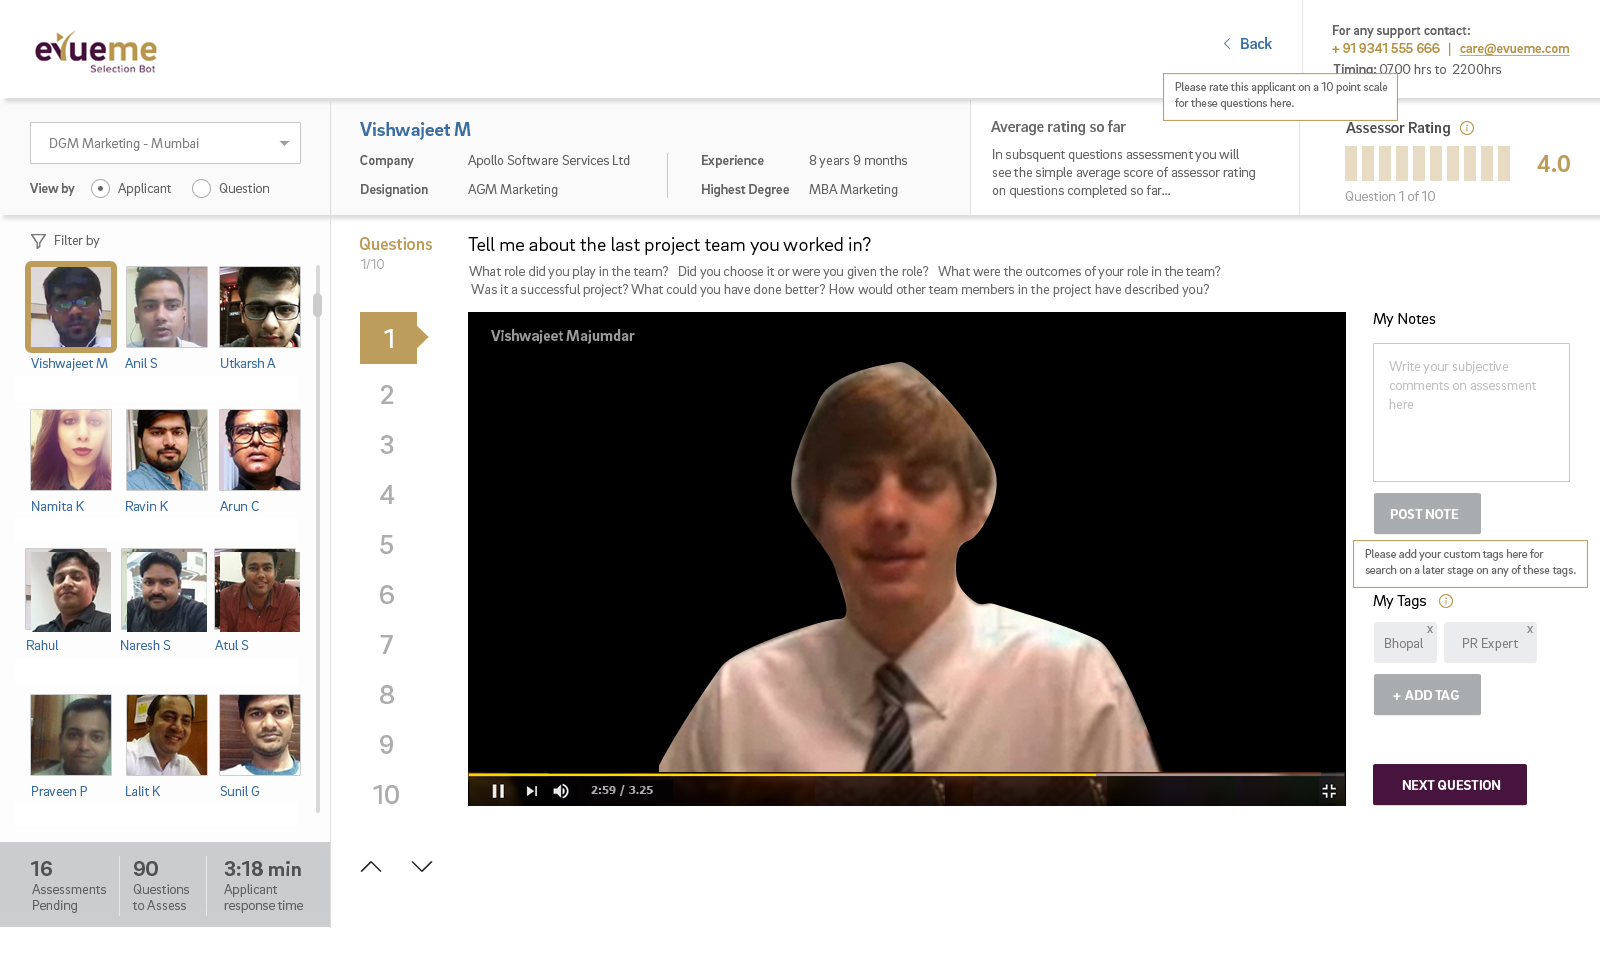 evueme
Selection Bot
Back
For any support contact:
+ 91 9341 555 666 | care@evueme.com
Timing: 0700 hrs to 2200hrs
Please rate this applicant on a 10 point scale
for these questions here.
DGM Marketing - Mumbai
View by Applicant Question
Vishwajeet M
Company Apollo Software Services Ltd
Designation AGM Marketing
Experience 8 years 9 months
Highest Degree MBA Marketing
Average rating so far
In subsquent questions assessment you will
see the simple average score of assessor rating
on questions completed so far...
Assessor Rating
4.0
Question 1 of 10
Filter by
Vishwajeet M Anil S Utkarsh A
Namita K Ravin K Arun C
Rahul Naresh S Atul S
Praveen P Lalit K Sunil G
16 Assessments Pending
90 Questions to Assess
3:18 min Applicant response time
Questions
1/10
1
2
3
4
5
6
7
8
9
10
Tell me about the last project team you worked in?
What role did you play in the team? Did you choose it or were you given the role? What were the outcomes of your role in the team?
Was it a successful project? What could you have done better? How would other team members in the project have described you?
Vishwajeet Majumdar
2:59 / 3.25
My Notes
Write your subjective
comments on assessment
here
POST NOTE
Please add your custom tags here for
search on a later stage on any of these tags.
My Tags
Bhopal x PR Expert x
+ ADD TAG
NEXT QUESTION